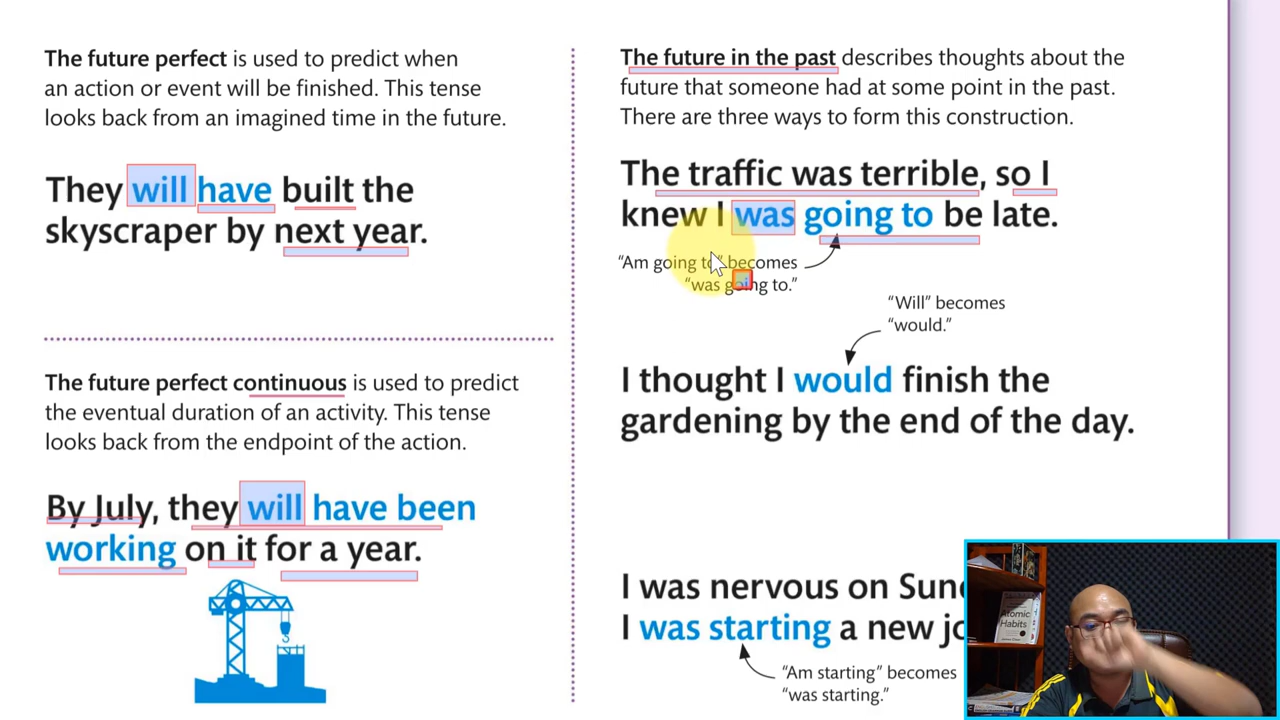 The future perfect is used to predict when
an action or event will be finished. This tense
looks back from an imagined time in the future.
They will have built the
skyscraper by next year.
The future perfect continuous is used to predict
the eventual duration of an activity. This tense
looks back from the endpoint of the action.
By July, they will have been
working on it for a year.
The future in the past describes thoughts about the
future that someone had at some point in the past.
There are three ways to form this construction.
The traffic was terrible, so I
knew I was going to be late.
“Am going to” becomes
“was going to.”
“Will” becomes
“would.”
I thought I would finish the
gardening by the end of the day.
I was nervous on Sun
I was starting a new jo
“Am starting” becomes
“was starting.”
Atomic
Habits